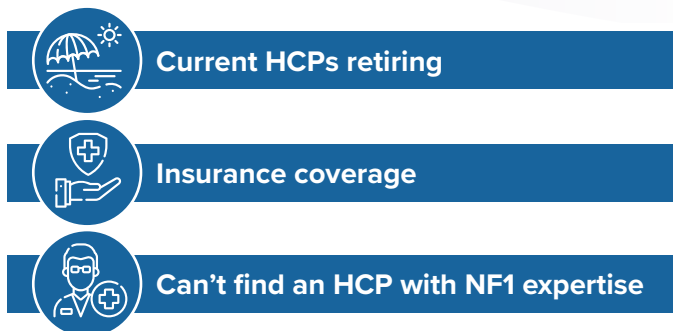 Current HCPs retiring
Insurance coverage
Can’t find an HCP with NF1 expertise